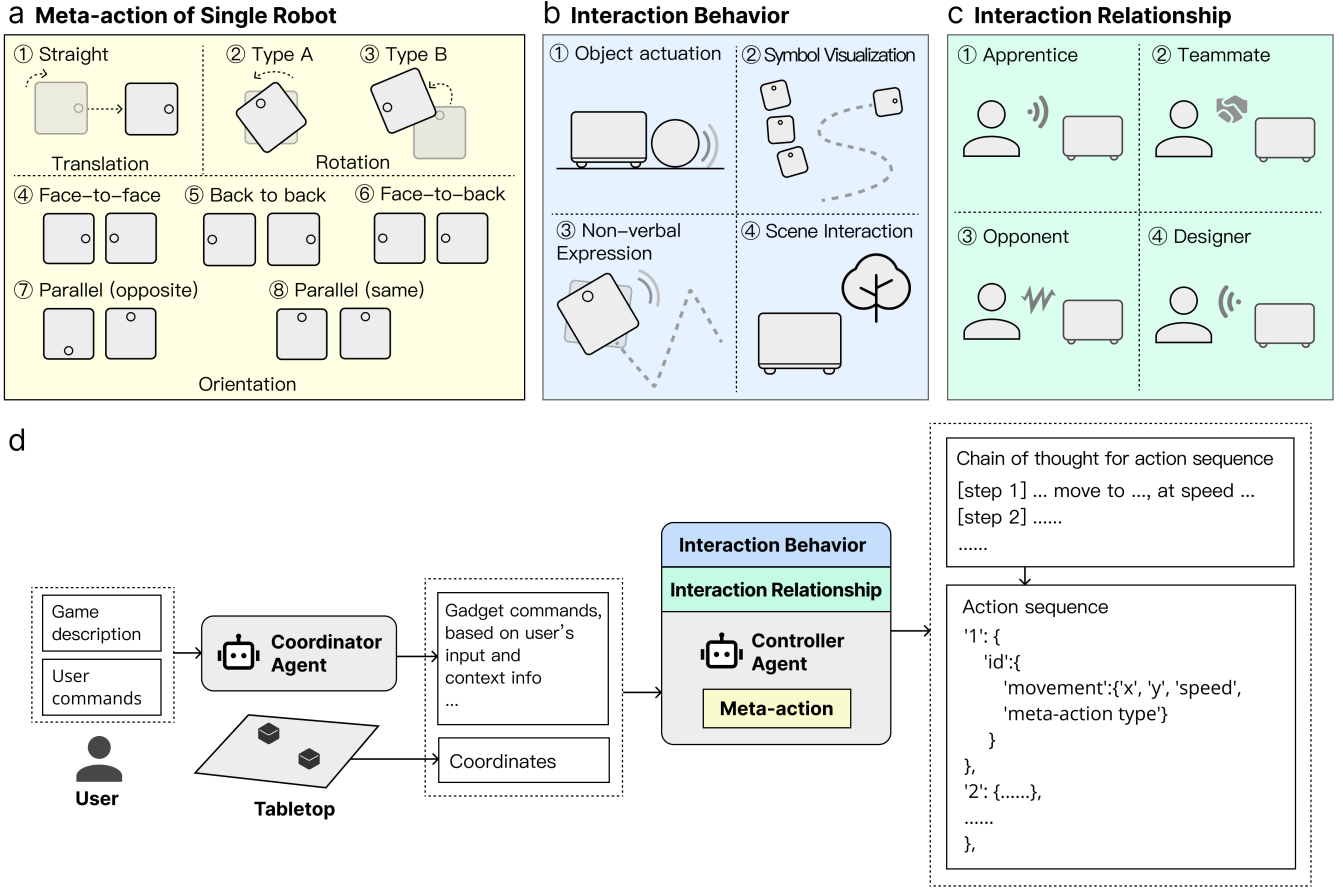 a Meta-action of Single Robot
① Straight
② Type A
③ Type B
Translation
Rotation
④ Face-to-face
⑤ Back to back
⑥ Face-to-back
⑦ Parallel (opposite)
⑧ Parallel (same)
Orientation
b Interaction Behavior
① Object actuation
② Symbol Visualization
③ Non-verbal
Expression
④ Scene Interaction
c Interaction Relationship
① Apprentice
② Teammate
③ Opponent
④ Designer
d
Game
description
User
commands
User
Coordinator
Agent
Tabletop
Gadget commands,
based on user's
input and
context info
...
Coordinates
Interaction Behavior
Interaction Relationship
Controller
Agent
Meta-action
Chain of thought for action sequence
[step 1] ... move to ..., at speed ...
[step 2] ......
......
Action sequence
'1': {
'id':{
'movement':{'x', 'y', 'speed',
'meta-action type'}
}
},
'2': {......},
......
},